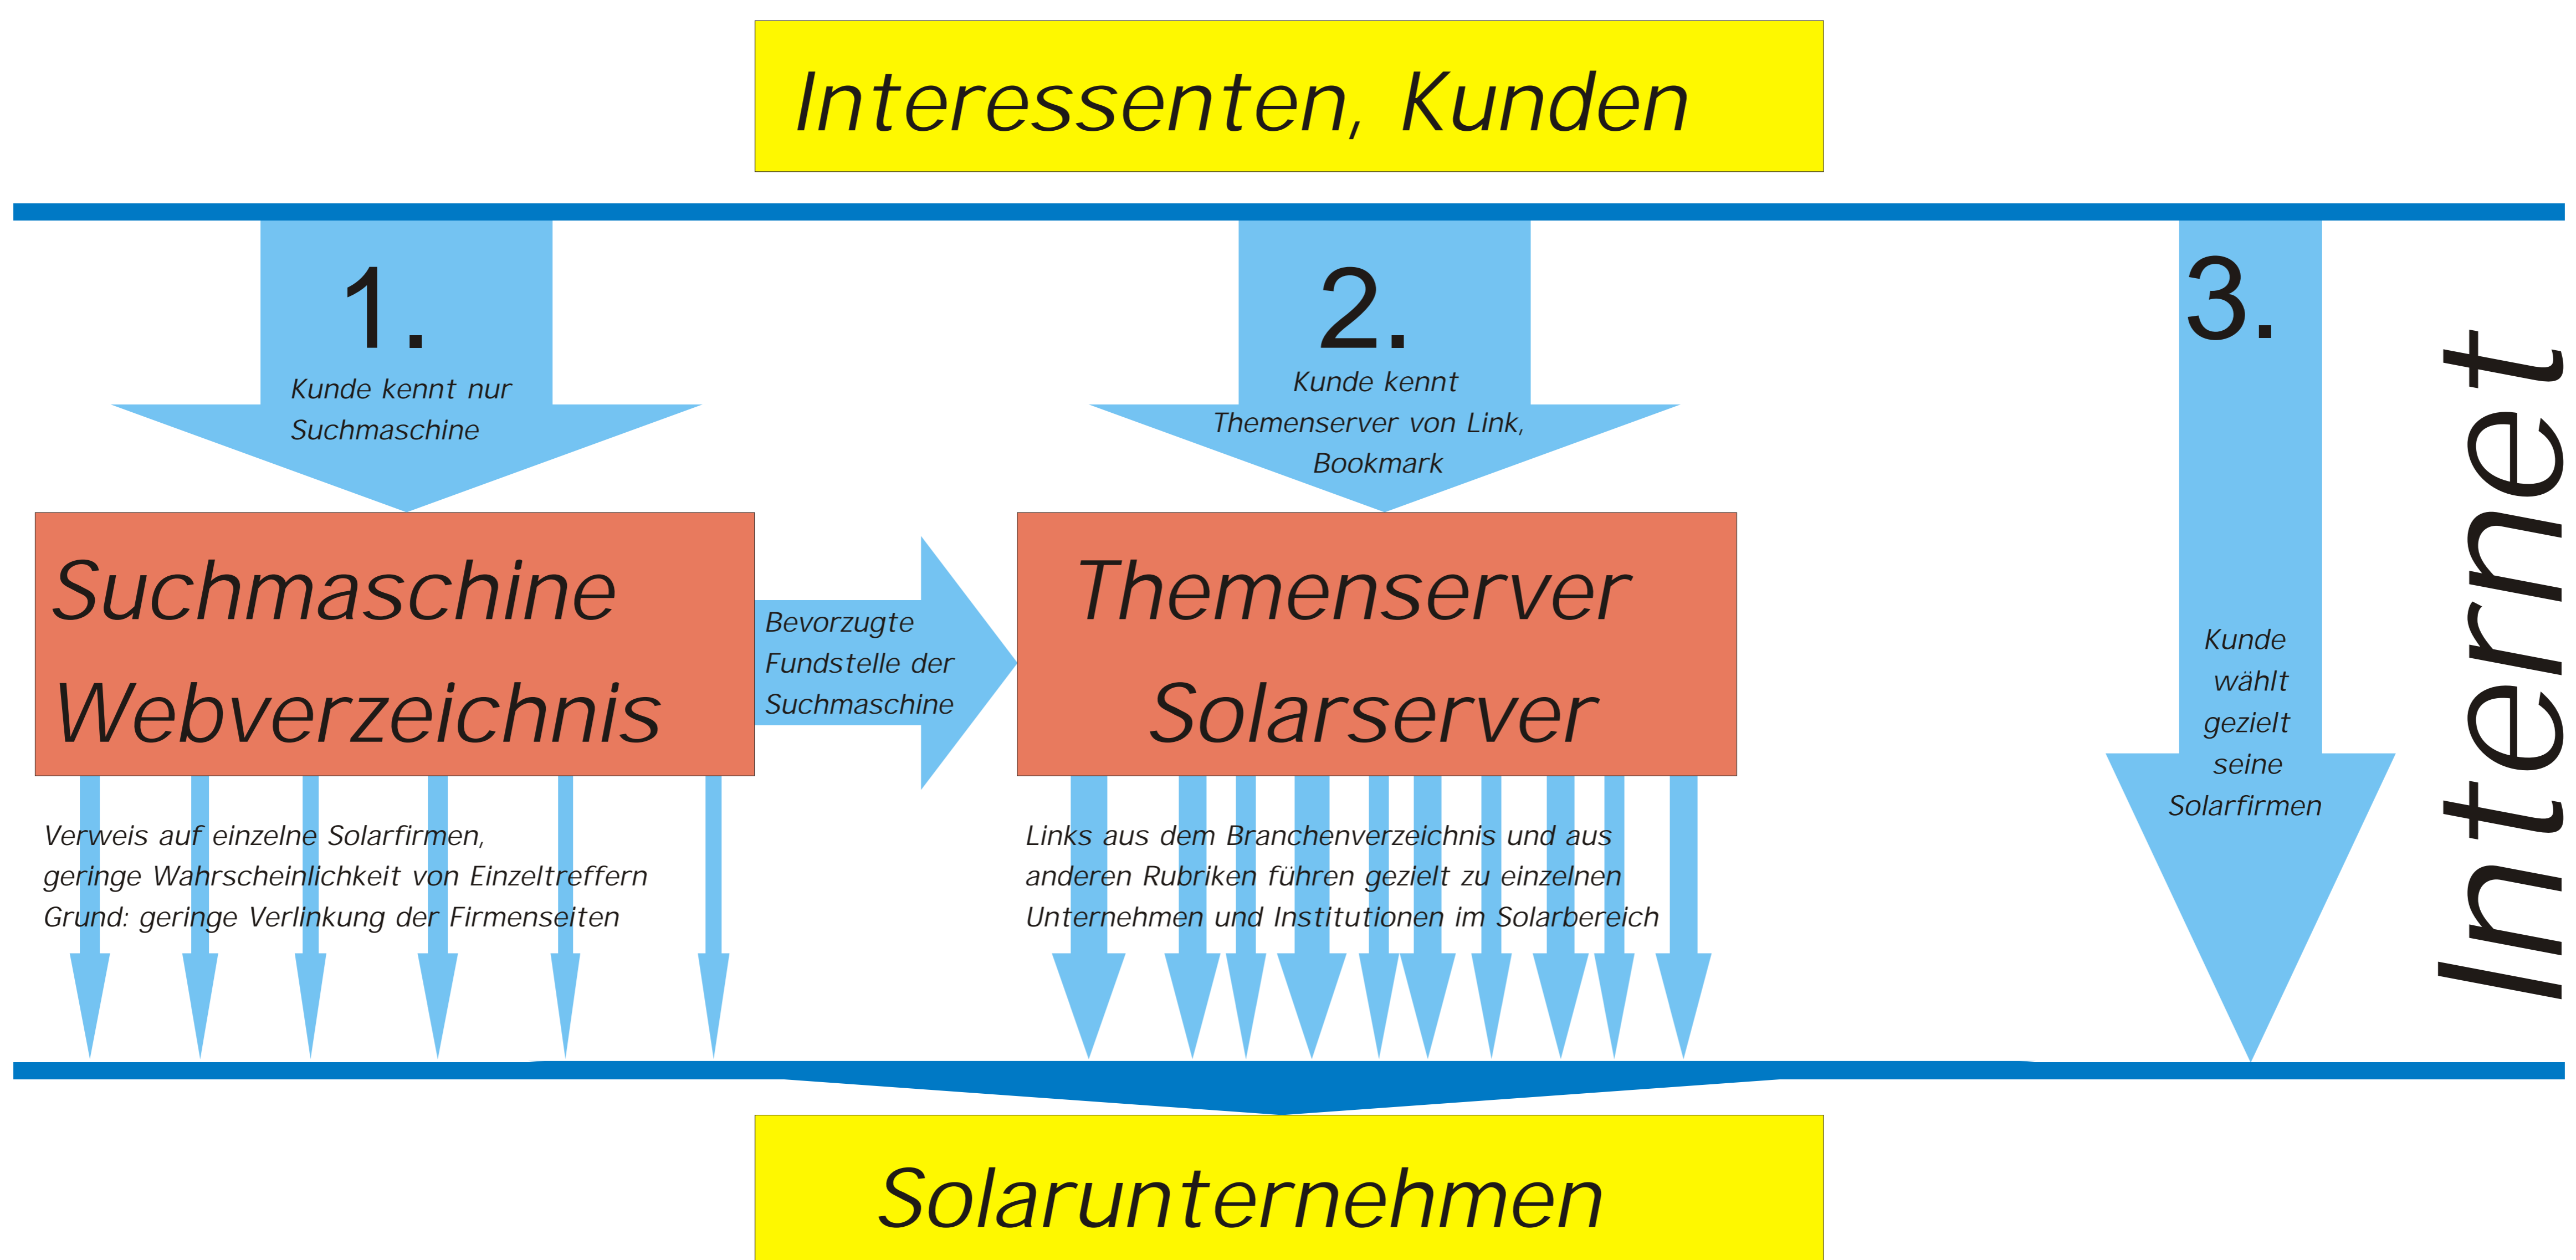 Interessenten, Kunden
1.
Kunde kennt nur
Suchmaschine
2.
Kunde kennt
Themenserver von Link,
Bookmark
3.
Kunde
wählt
gezielt
seine
Solarfirmen
Internet
Suchmaschine
Webverzeichnis
Bevorzugte
Fundstelle der
Suchmaschine
Themenserver
Solarserver
Verweis auf einzelne Solarfirmen,
geringe Wahrscheinlichkeit von Einzeltreffern
Grund: geringe Verlinkung der Firmenseiten
Links aus dem Branchenverzeichnis und aus
anderen Rubriken führen gezielt zu einzelnen
Unternehmen und Institutionen im Solarbereich
Solarunternehmen